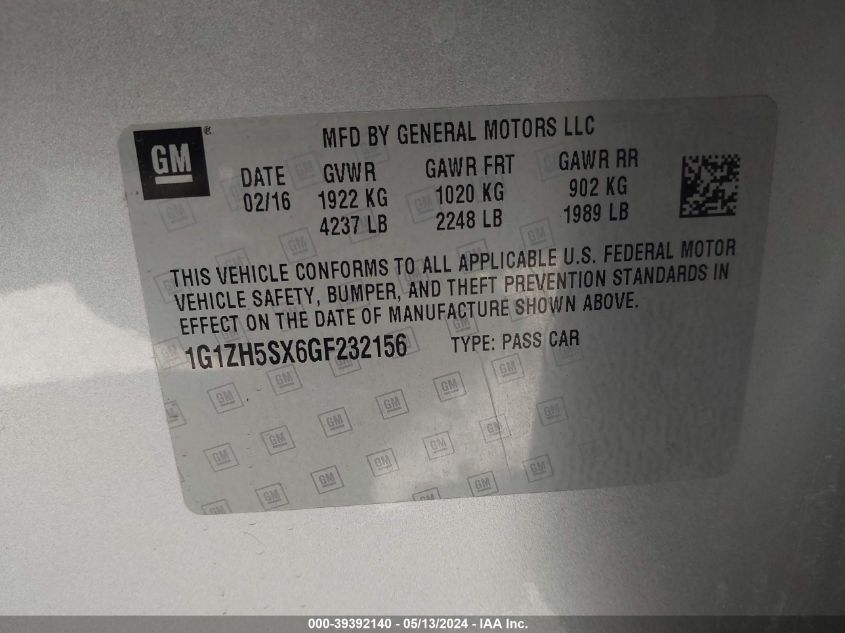 GM ®
MFD BY GENERAL MOTORS LLC
DATE GVWR GAWR FRT GAWR RR
02/16 1922 KG 1020 KG 902 KG
4237 LB 2248 LB 1989 LB
THIS VEHICLE CONFORMS TO ALL APPLICABLE U.S. FEDERAL MOTOR
VEHICLE SAFETY, BUMPER, AND THEFT PREVENTION STANDARDS IN
EFFECT ON THE DATE OF MANUFACTURE SHOWN ABOVE.
1G1ZH5SX6GF232156 TYPE: PASS CAR
000-39392140 - 05/13/2024 - IAA Inc.